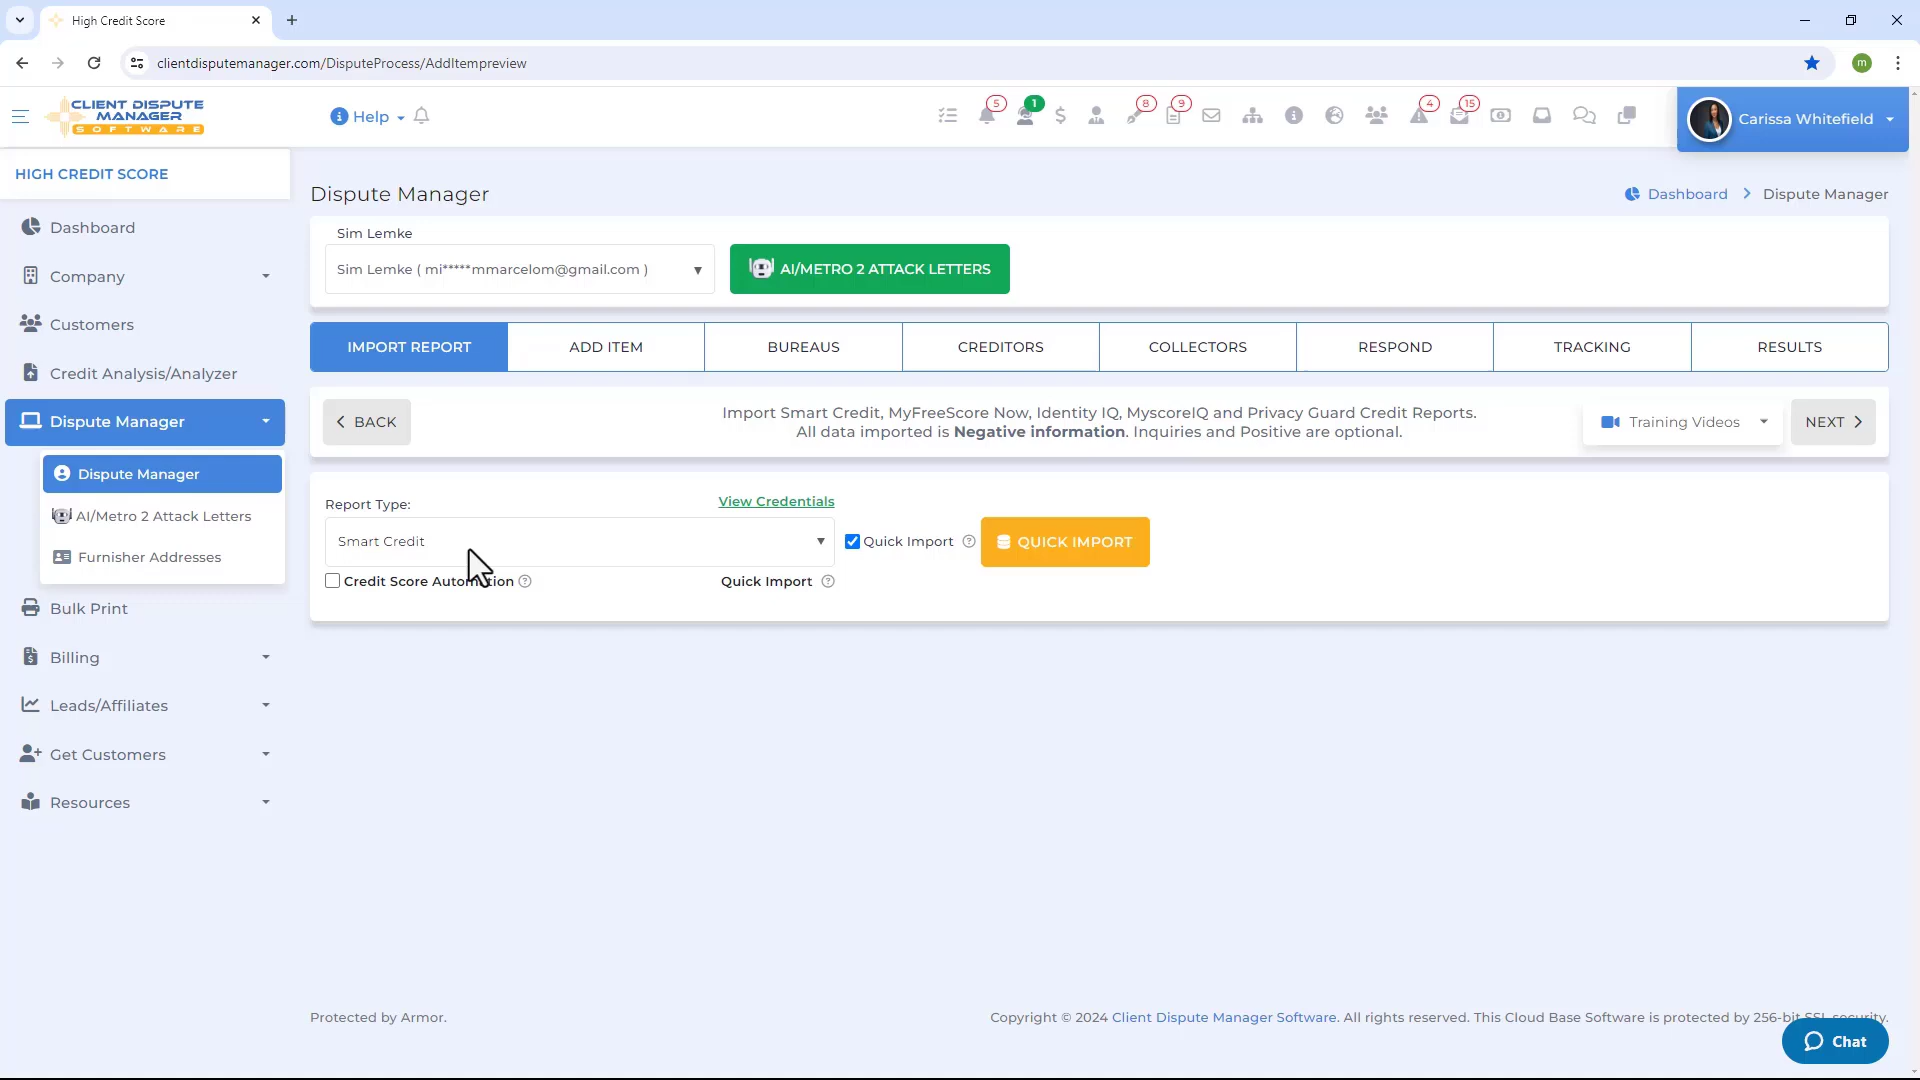 High Credit Score
clientdisputemanager.com/DisputeProcess/AddItempreview
m
CLIENT DISPUTE
MANAGER
SOFTWARE
Help
5
1
8
9
4
15
Carissa Whitefield
HIGH CREDIT SCORE
Dashboard
Company
Customers
Credit Analysis/Analyzer
Dispute Manager
Dispute Manager
AI/Metro 2 Attack Letters
Furnisher Addresses
Bulk Print
Billing
Leads/Affiliates
Get Customers
Resources
Dispute Manager
Dashboard > Dispute Manager
Sim Lemke
Sim Lemke ( mi*****mmarcelom@gmail.com )
AI/METRO 2 ATTACK LETTERS
IMPORT REPORT
ADD ITEM
BUREAUS
CREDITORS
COLLECTORS
RESPOND
TRACKING
RESULTS
BACK
Import Smart Credit, MyFreeScore Now, Identity IQ, MyscoreIQ and Privacy Guard Credit Reports.
All data imported is Negative information. Inquiries and Positive are optional.
Training Videos
NEXT
Report Type:
View Credentials
Smart Credit
Quick Import
QUICK IMPORT
Credit Score Automation
Quick Import
Protected by Armor.
Copyright © 2024 Client Dispute Manager Software. All rights reserved. This Cloud Base Software is protected by 256-bit SSL security.
Chat